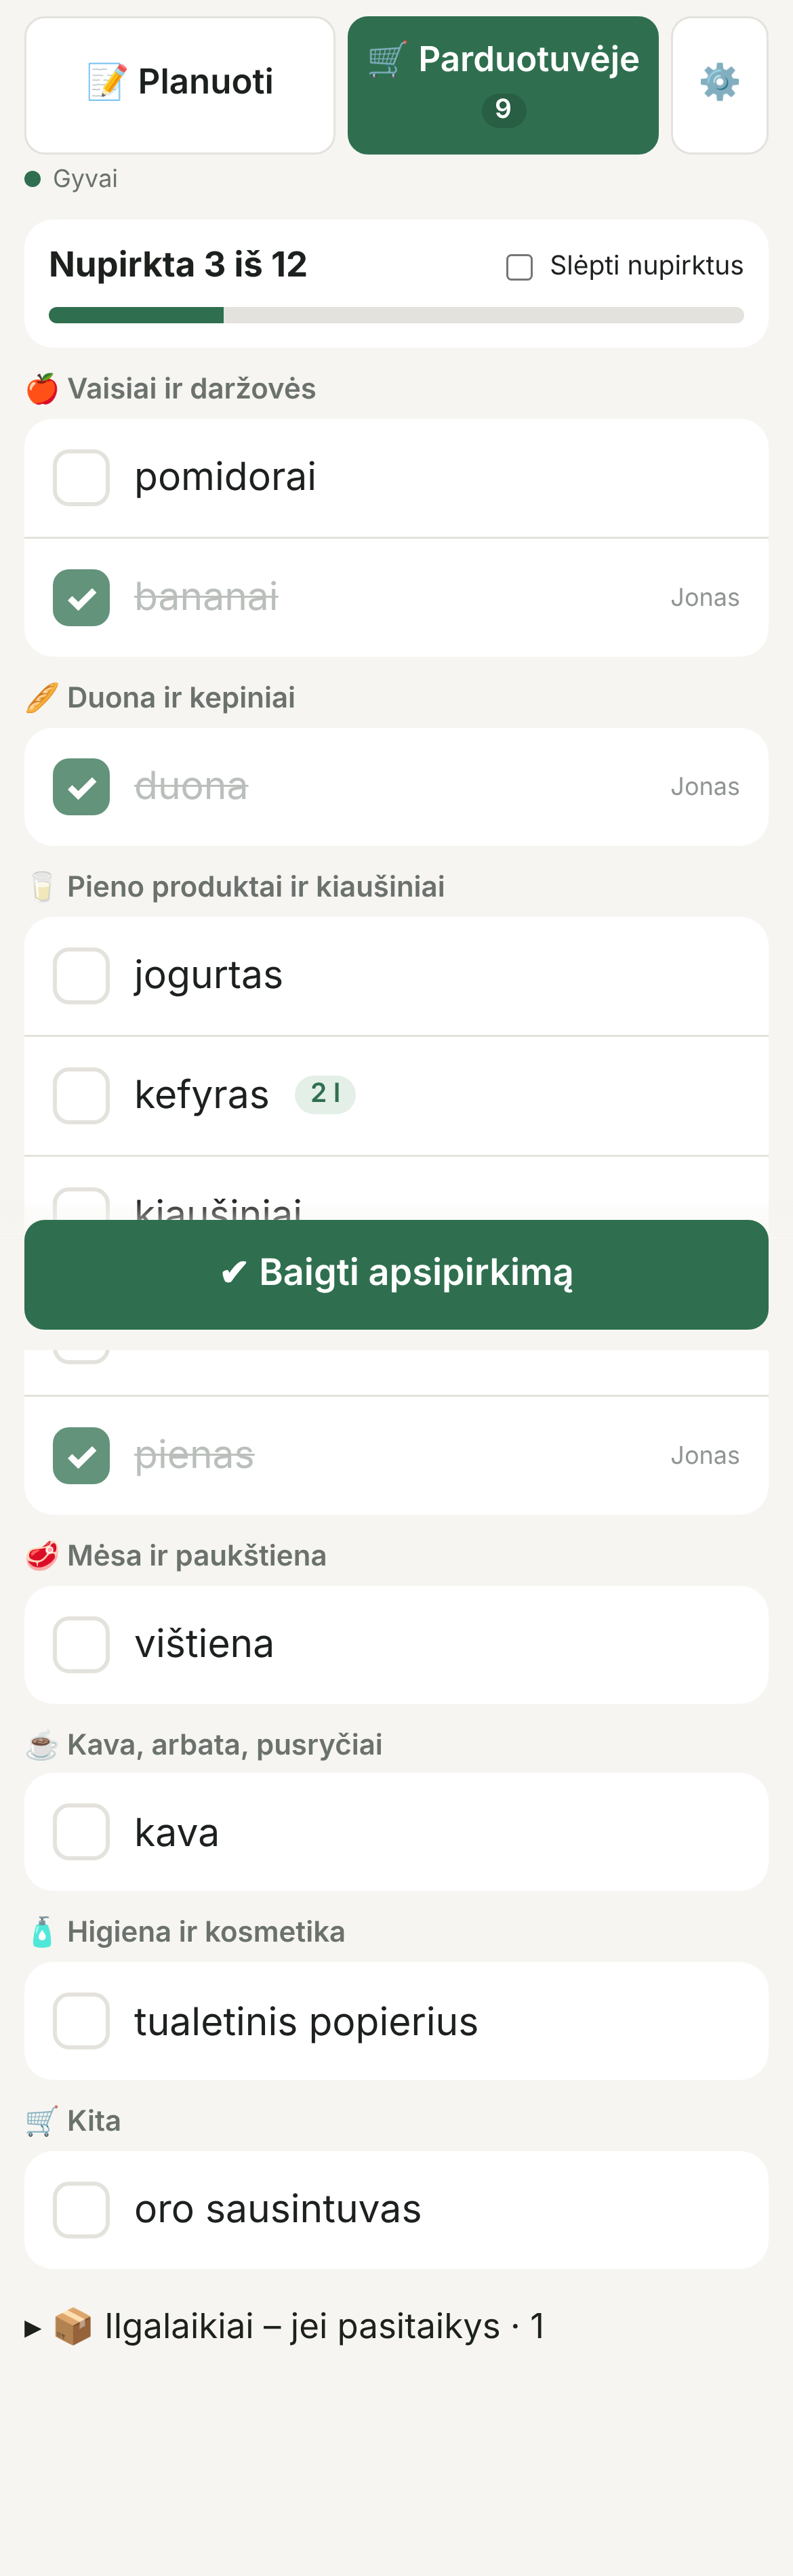 📝 Planuoti
🛒 Parduotuvėje
9
⚙️
Gyvai
Nupirkta 3 iš 12
Slėpti nupirktus
🍎 Vaisiai ir daržovės
pomidorai
bananai
Jonas
🥖 Duona ir kepiniai
duona
Jonas
🥛 Pieno produktai ir kiaušiniai
jogurtas
kefyras
2 l
kiaušiniai
✔ Baigti apsipirkimą
pienas
Jonas
🥩 Mėsa ir paukštiena
vištiena
☕ Kava, arbata, pusryčiai
kava
🧴 Higiena ir kosmetika
tualetinis popierius
🛒 Kita
oro sausintuvas
▸ 📦 Ilgalaikiai – jei pasitaikys · 1